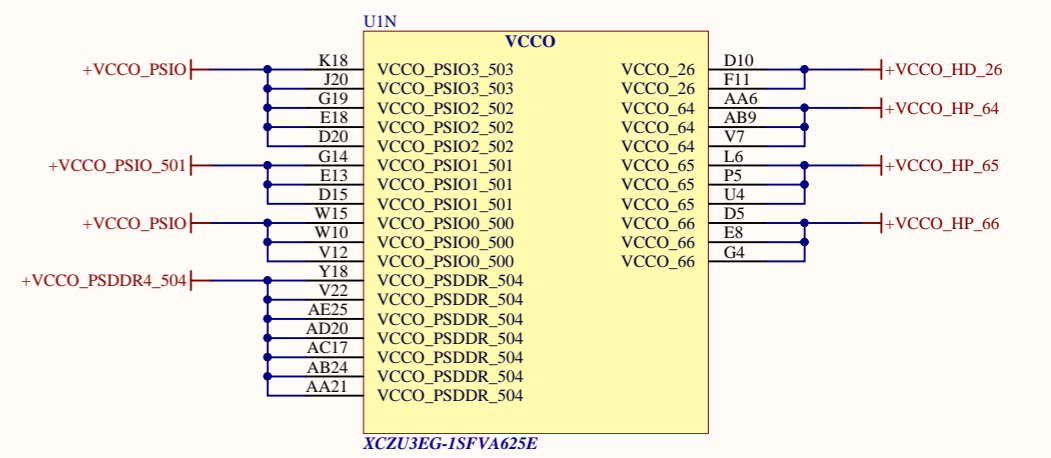 U1N
VCCO
+VCCO_PSIO K18 VCCO_PSIO3_503 VCCO_26 D10 +VCCO_HD_26
J20 VCCO_PSIO3_503 VCCO_26 F11
G19 VCCO_PSIO2_502 VCCO_64 AA6 +VCCO_HP_64
E18 VCCO_PSIO2_502 VCCO_64 AB9
D20 VCCO_PSIO2_502 VCCO_64 V7
+VCCO_PSIO_501 G14 VCCO_PSIO1_501 VCCO_65 L6 +VCCO_HP_65
E13 VCCO_PSIO1_501 VCCO_65 P5
D15 VCCO_PSIO1_501 VCCO_65 U4
+VCCO_PSIO W15 VCCO_PSIO0_500 VCCO_66 D5 +VCCO_HP_66
W10 VCCO_PSIO0_500 VCCO_66 E8
V12 VCCO_PSIO0_500 VCCO_66 G4
+VCCO_PSDDR4_504 Y18 VCCO_PSDDR_504
V22 VCCO_PSDDR_504
AE25 VCCO_PSDDR_504
AD20 VCCO_PSDDR_504
AC17 VCCO_PSDDR_504
AB24 VCCO_PSDDR_504
AA21 VCCO_PSDDR_504
XCZU3EG-1SFVA625E